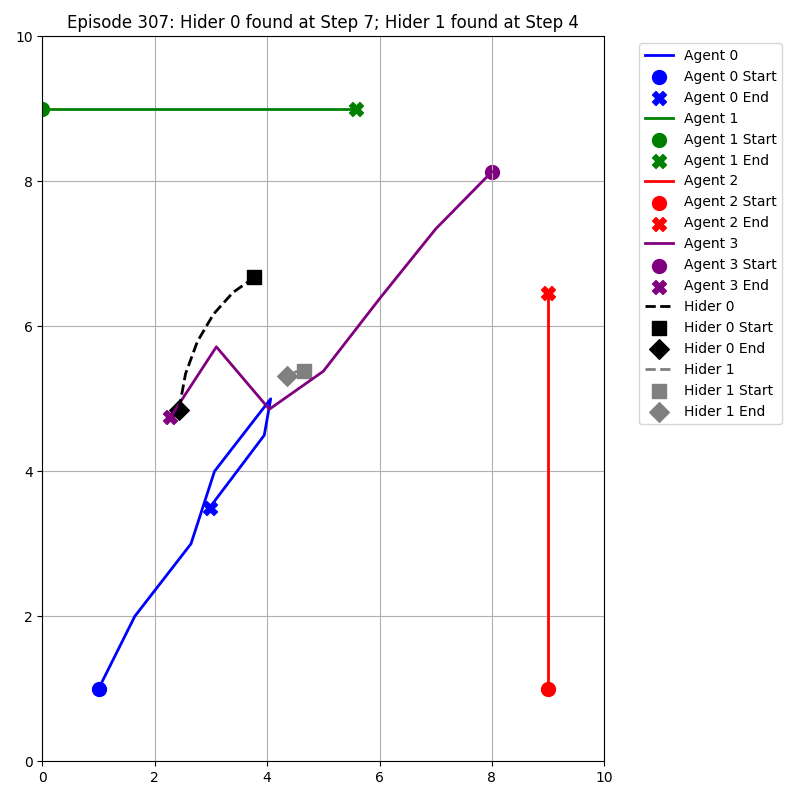 Episode 307: Hider 0 found at Step 7; Hider 1 found at Step 4
10
8
6
4
2
0
0 2 4 6 8 10
Agent 0
Agent 0 Start
Agent 0 End
Agent 1
Agent 1 Start
Agent 1 End
Agent 2
Agent 2 Start
Agent 2 End
Agent 3
Agent 3 Start
Agent 3 End
Hider 0
Hider 0 Start
Hider 0 End
Hider 1
Hider 1 Start
Hider 1 End